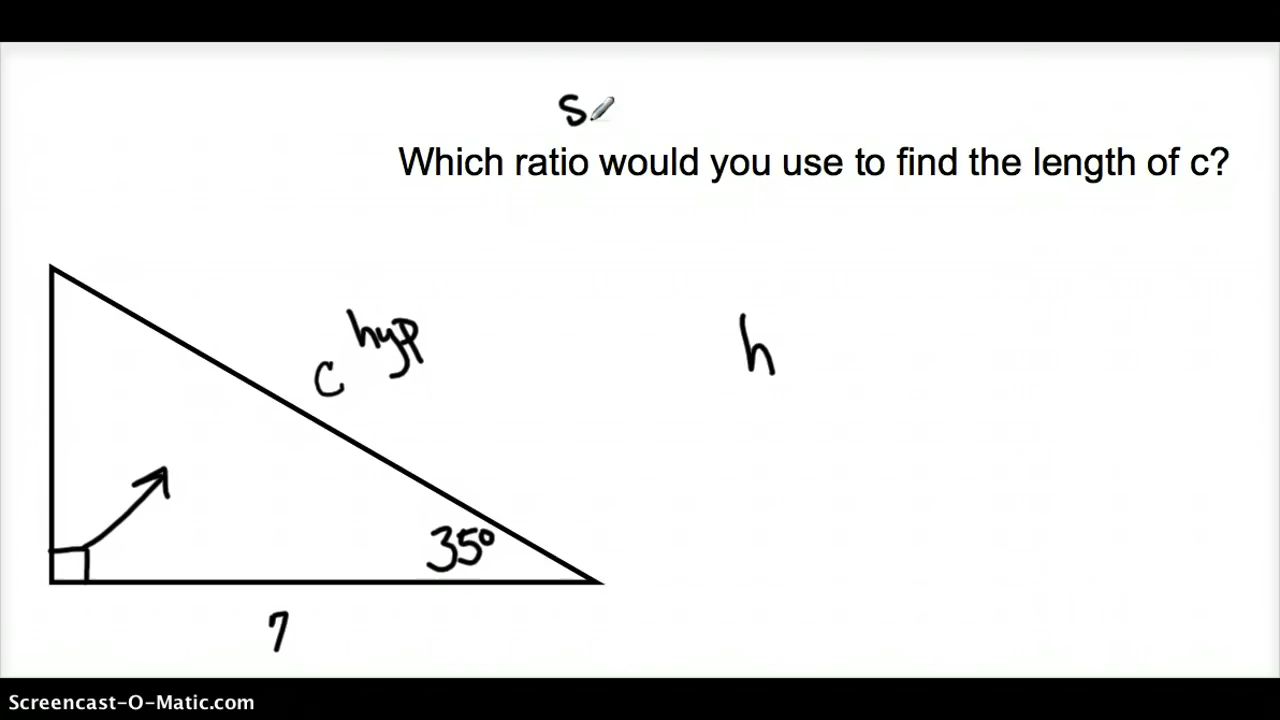 s
Which ratio would you use to find the length of c?
hyp
c
h
35°
7
Screencast-O-Matic.com